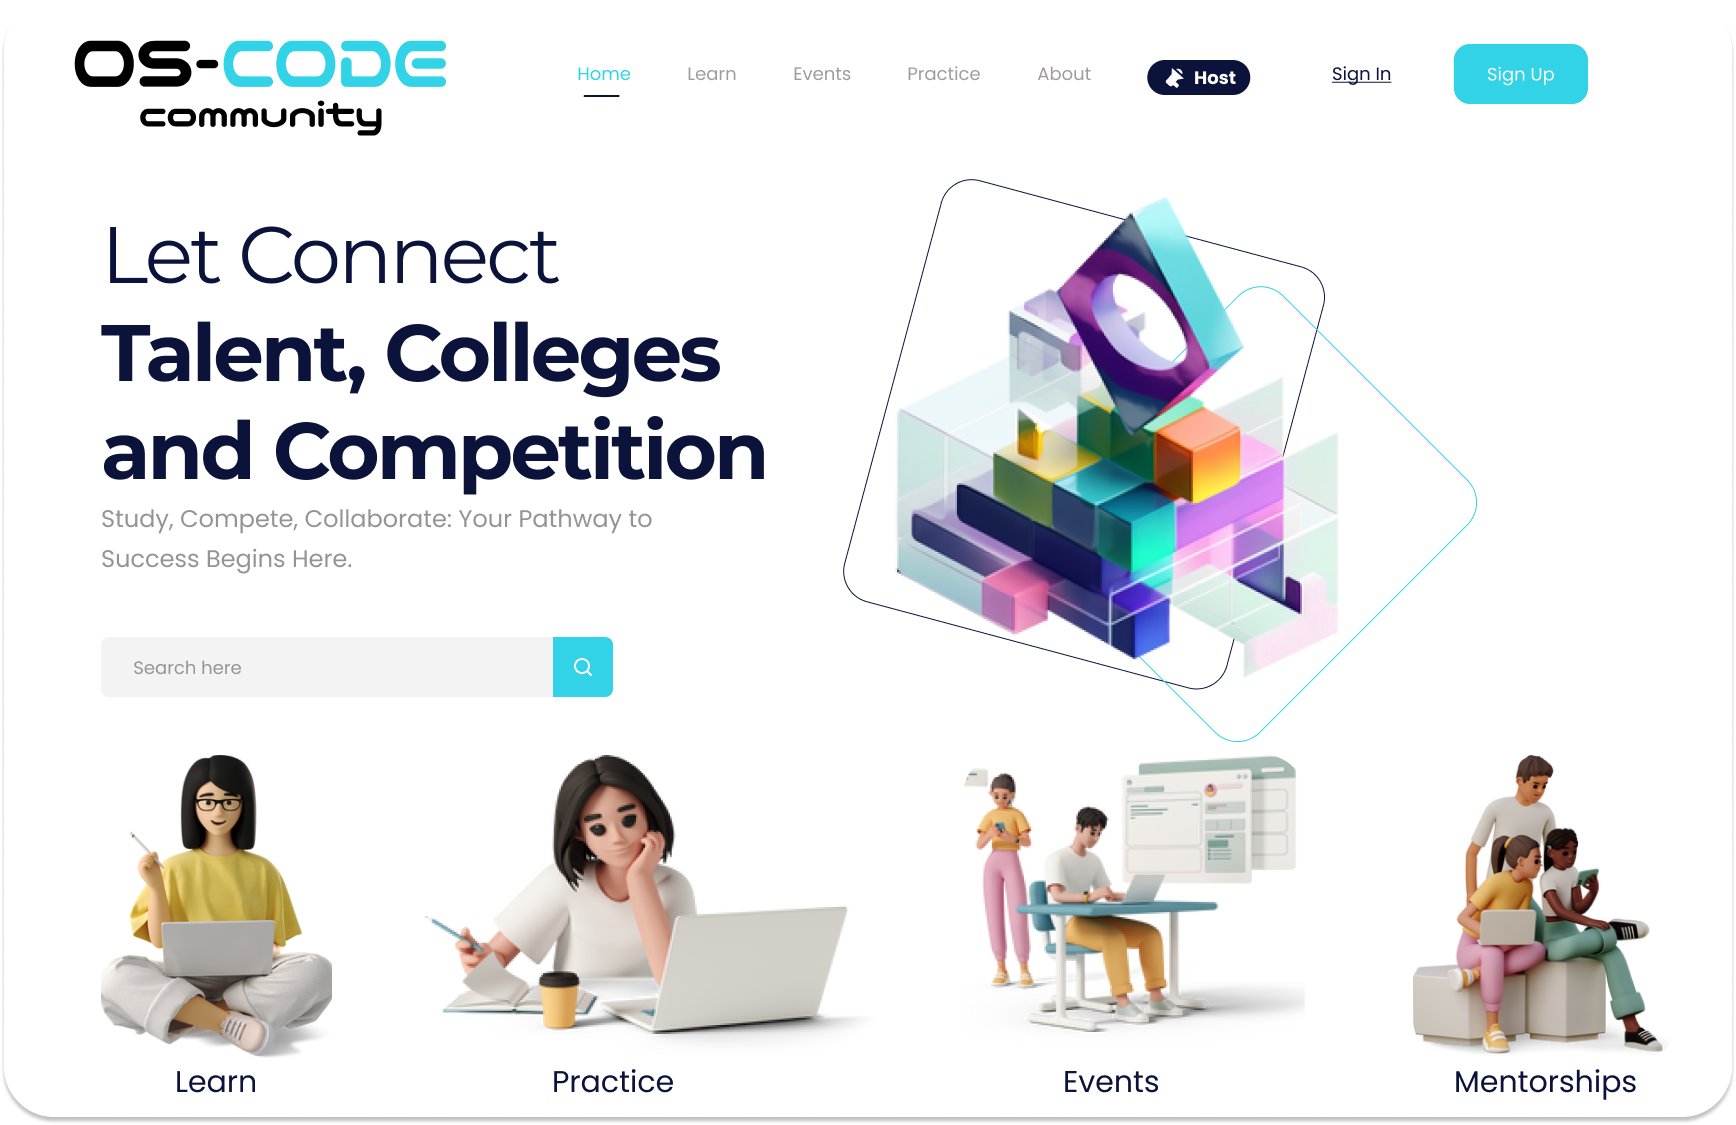 OS-CODE
community
Home
Learn
Events
Practice
About
Host
Sign In
Sign Up
Let Connect
Talent, Colleges
and Competition
Study, Compete, Collaborate: Your Pathway to
Success Begins Here.
Search here
Learn
Practice
Events
Mentorships